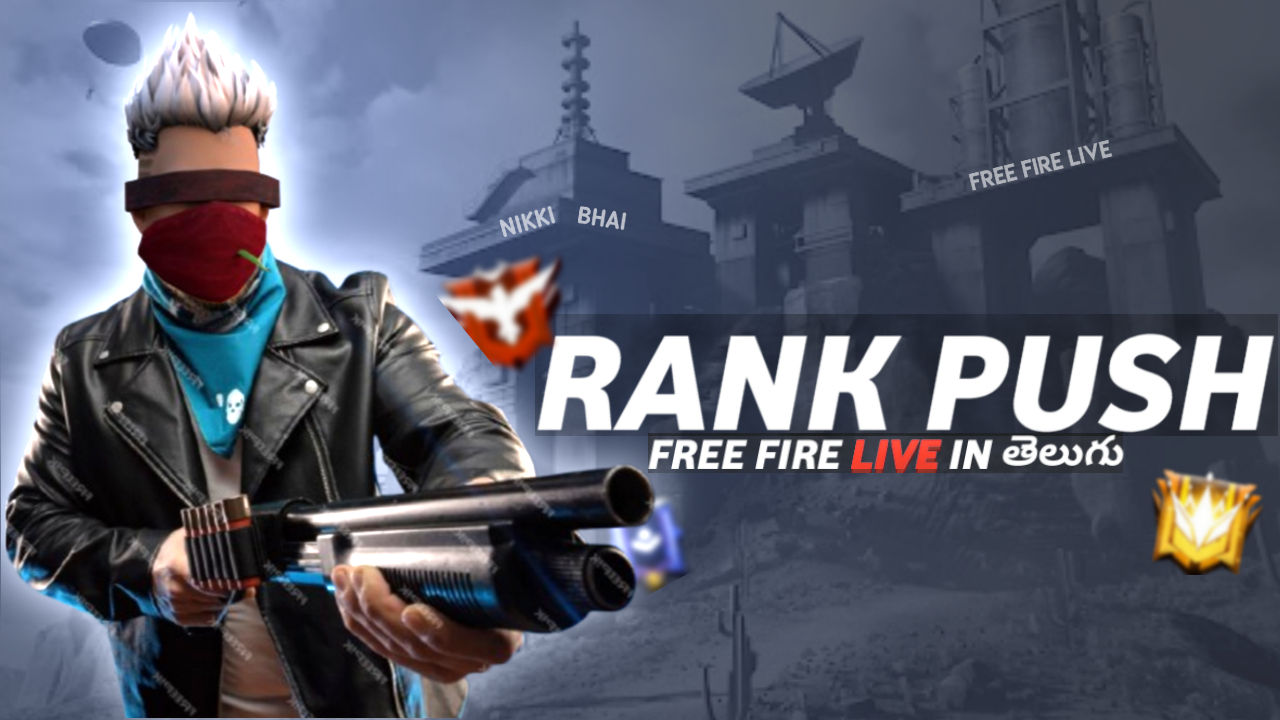 FREE FIRE LIVE
NIKKI BHAI
RANK PUSH
FREE FIRE LIVE IN తెలుగు